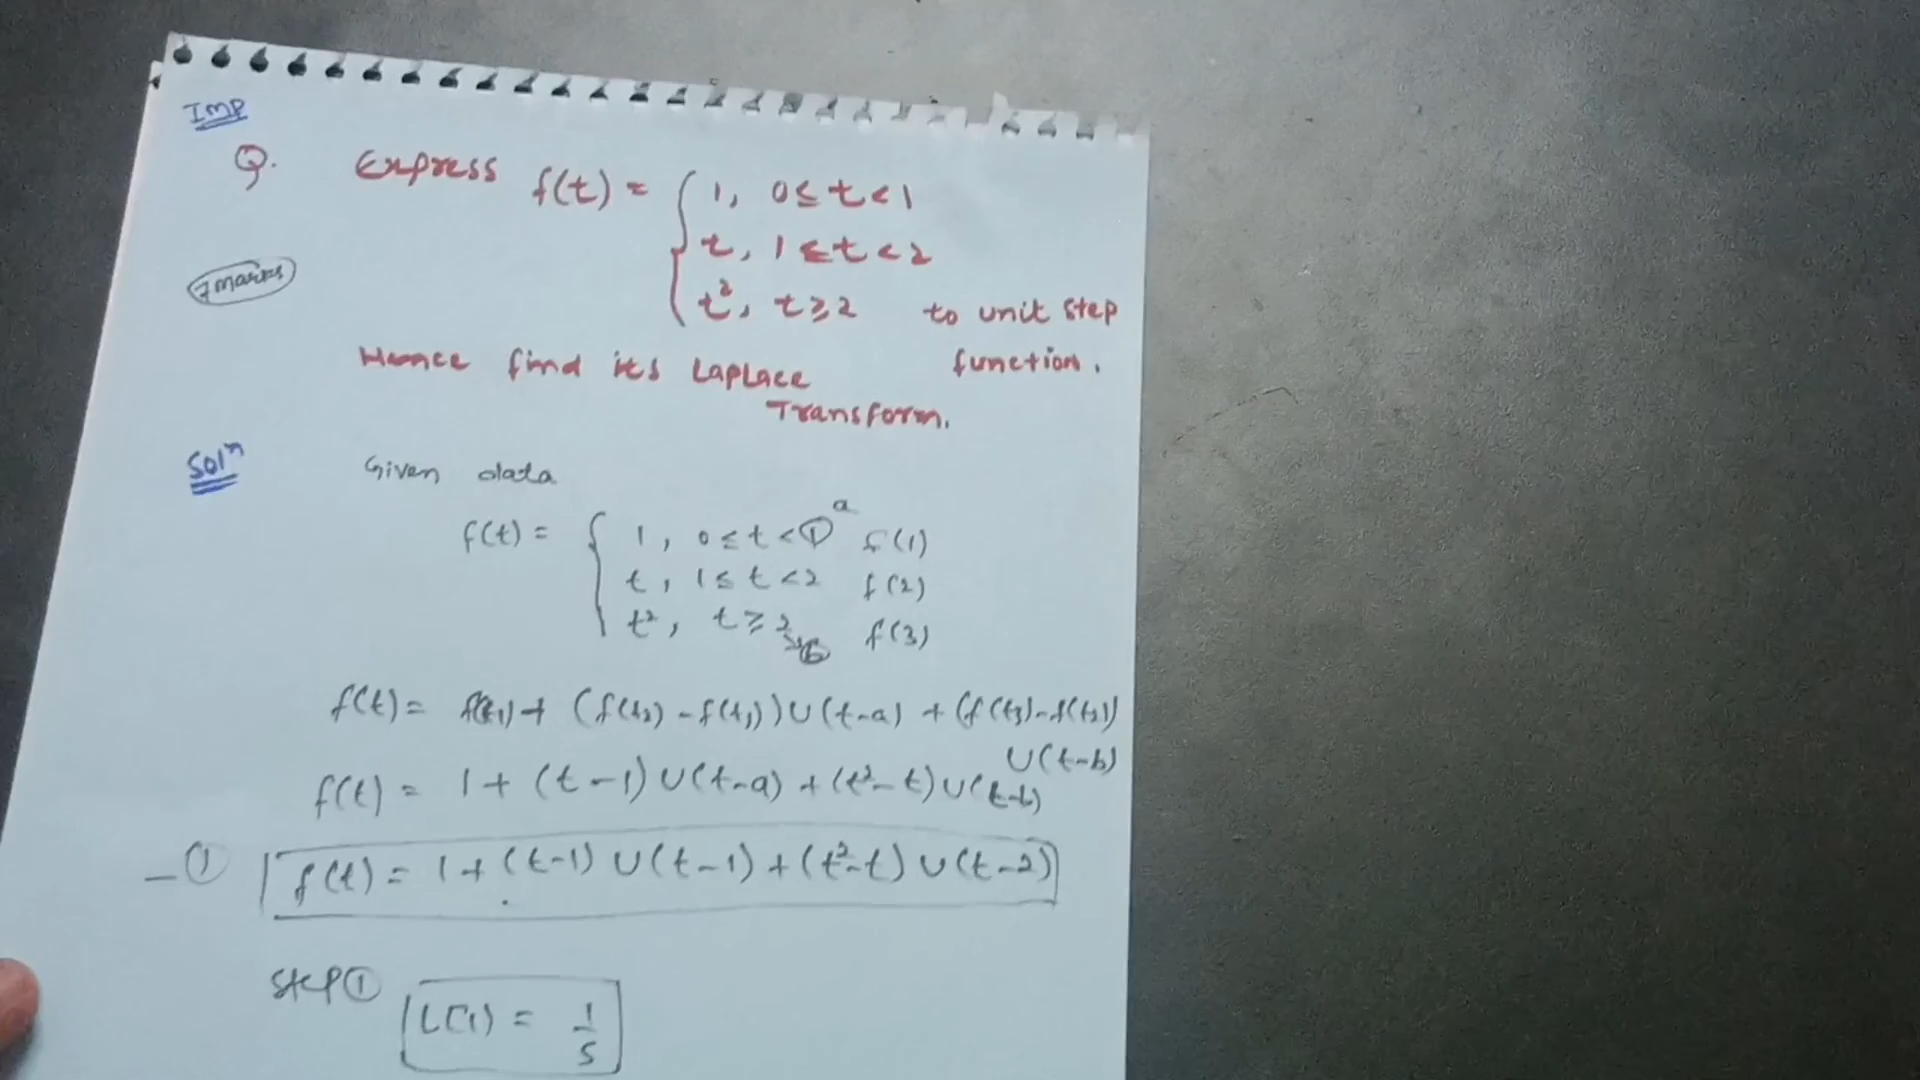 IMP
Q. Express f(t) = { 1, 0≤t<1
t, 1≤t<2
7 marks
t², t≥2 to unit step
function.
Hence find its Laplace
Transform.
Solⁿ
Given data
f(t) = { 1, 0≤t<1 a f(1)
t, 1≤t<2 f(2)
t², t≥2 b f(3)
f(t) = f(t₁) + (f(t₂) - f(t₁)) U(t-a) + (f(t₃) - f(t₂))
U(t-b)
f(t) = 1 + (t-1) U(t-a) + (t²-t) U(t-b)
- ① f(t) = 1 + (t-1) U(t-1) + (t²-t) U(t-2)
Step ①
L(1) = 1/s